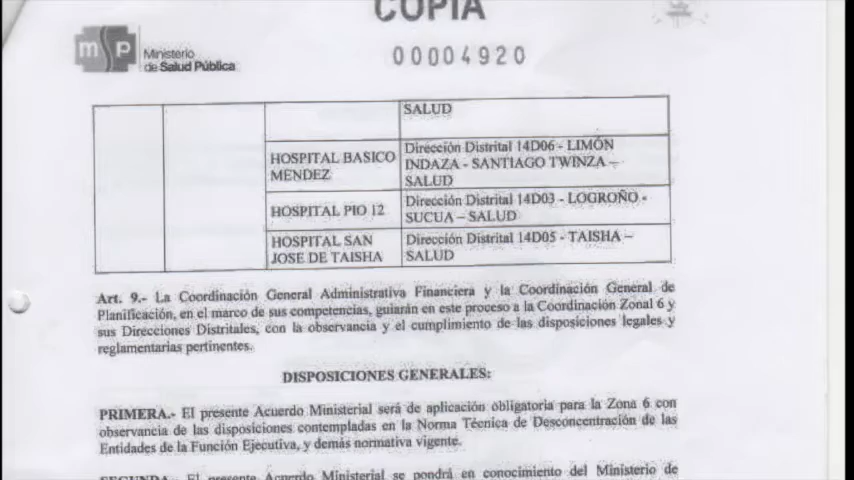 COPIA
msp Ministerio
de Salud Pública
00004920
SALUD
HOSPITAL BASICO
MENDEZ
Dirección Distrital 14D06 - LIMÓN
INDAZA - SANTIAGO TWINZA –
SALUD
HOSPITAL PIO 12
Dirección Distrital 14D03 - LOGROÑO -
SUCUA – SALUD
HOSPITAL SAN
JOSE DE TAISHA
Dirección Distrital 14D05 - TAISHA –
SALUD
Art. 9.- La Coordinación General Administrativa Financiera y la Coordinación General de
Planificación, en el marco de sus competencias, guiarán en este proceso a la Coordinación Zonal 6 y
sus Direcciones Distritales, con la observancia y el cumplimiento de las disposiciones legales y
reglamentarias pertinentes.
DISPOSICIONES GENERALES:
PRIMERA.- El presente Acuerdo Ministerial será de aplicación obligatoria para la Zona 6 con
observancia de las disposiciones contempladas en la Norma Técnica de Desconcentración de las
Entidades de la Función Ejecutiva, y demás normativa vigente.
SEGUNDA.- El presente Acuerdo Ministerial se pondrá en conocimiento del Ministerio de